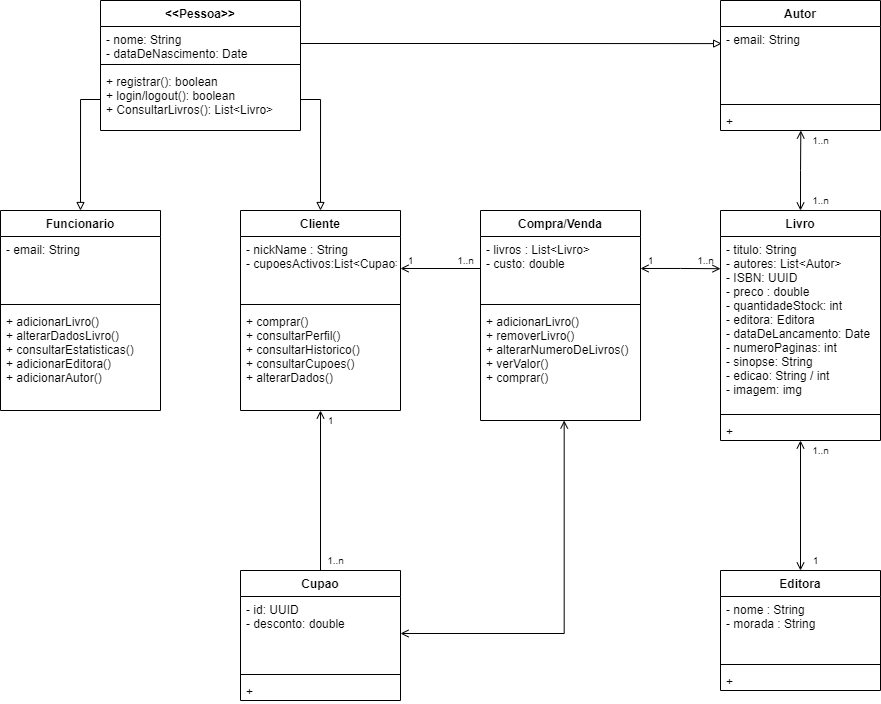 <<Pessoa>>
- nome: String
- dataDeNascimento: Date
+ registrar(): boolean
+ login/logout(): boolean
+ ConsultarLivros(): List<Livro>
Autor
- email: String
+
1..n
1..n
Funcionario
- email: String
+ adicionarLivro()
+ alterarDadosLivro()
+ consultarEstatisticas()
+ adicionarEditora()
+ adicionarAutor()
Cliente
- nickName : String
- cupoesActivos:List<Cupao>
+ comprar()
+ consultarPerfil()
+ consultarHistorico()
+ consultarCupoes()
+ alterarDados()
1
1..n
Compra/Venda
- livros : List<Livro>
- custo: double
+ adicionarLivro()
+ removerLivro()
+ alterarNumeroDeLivros()
+ verValor()
+ comprar()
1
1..n
Livro
- titulo: String
- autores: List<Autor>
- ISBN: UUID
- preco : double
- quantidadeStock: int
- editora: Editora
- dataDeLancamento: Date
- numeroPaginas: int
- sinopse: String
- edicao: String / int
- imagem: img
+
1
1..n
1..n
1
Cupao
- id: UUID
- desconto: double
+
Editora
- nome : String
- morada : String
+